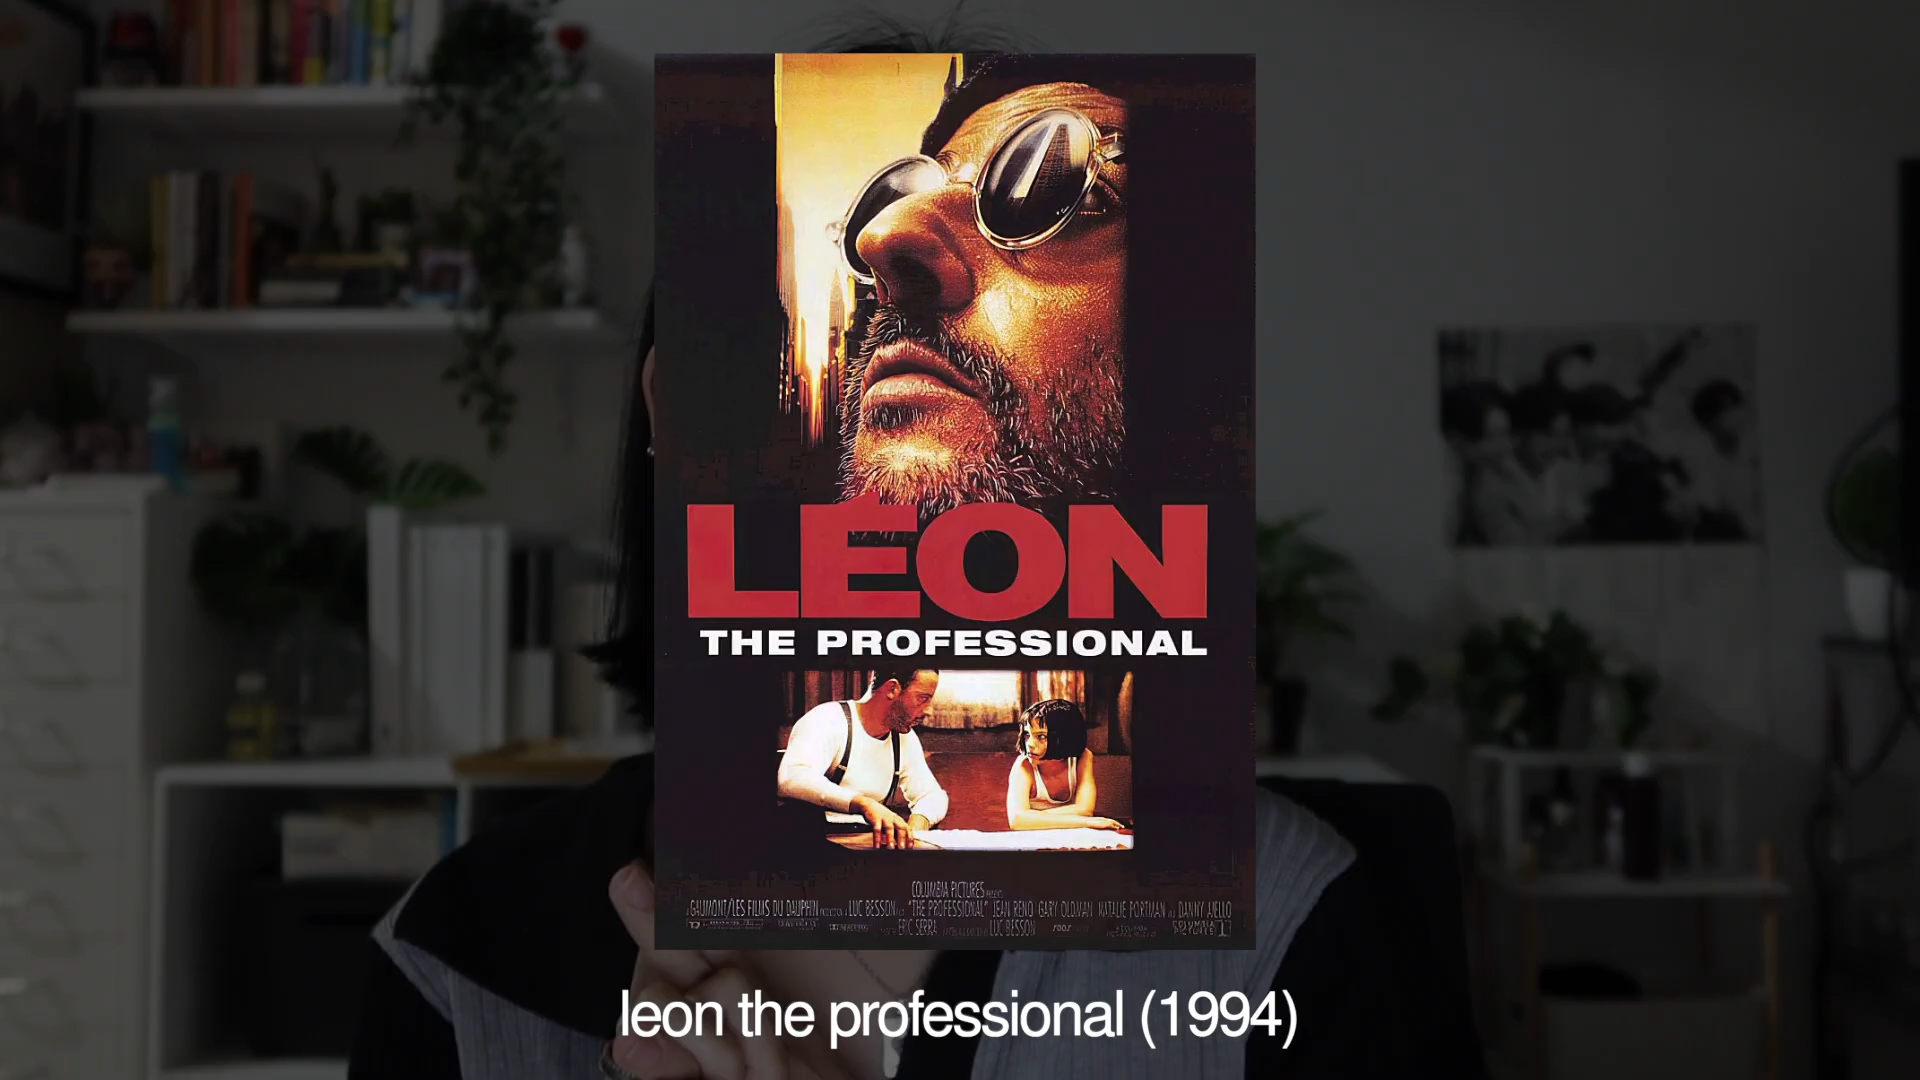 LÉON
THE PROFESSIONAL
COLUMBIA PICTURES
GAUMONT/LES FILMS DU DAUPHIN LUC BESSON "THE PROFESSIONAL" JEAN RENO GARY OLDMAN NATALIE PORTMAN DANNY AIELLO
ERIC SERRA LUC BESSON
leon the professional (1994)